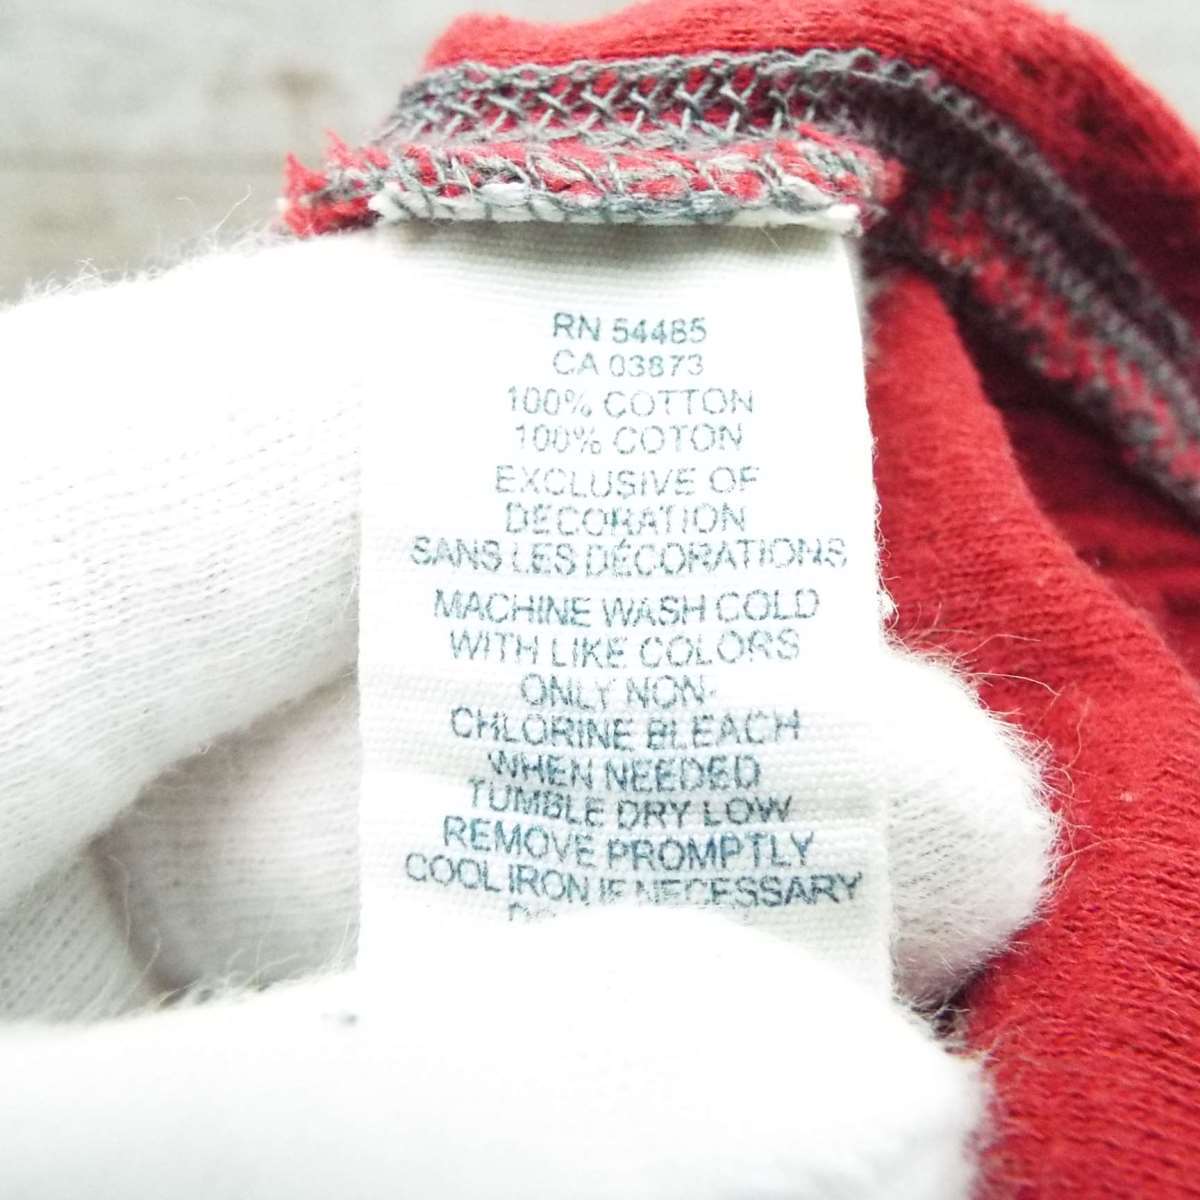 RN 54485
CA 03873
100% COTTON
100% COTON
EXCLUSIVE OF
DECORATION
SANS LES DÉCORATIONS
MACHINE WASH COLD
WITH LIKE COLORS
ONLY NON-
CHLORINE BLEACH
WHEN NEEDED
TUMBLE DRY LOW
REMOVE PROMPTLY
COOL IRON IF NECESSARY